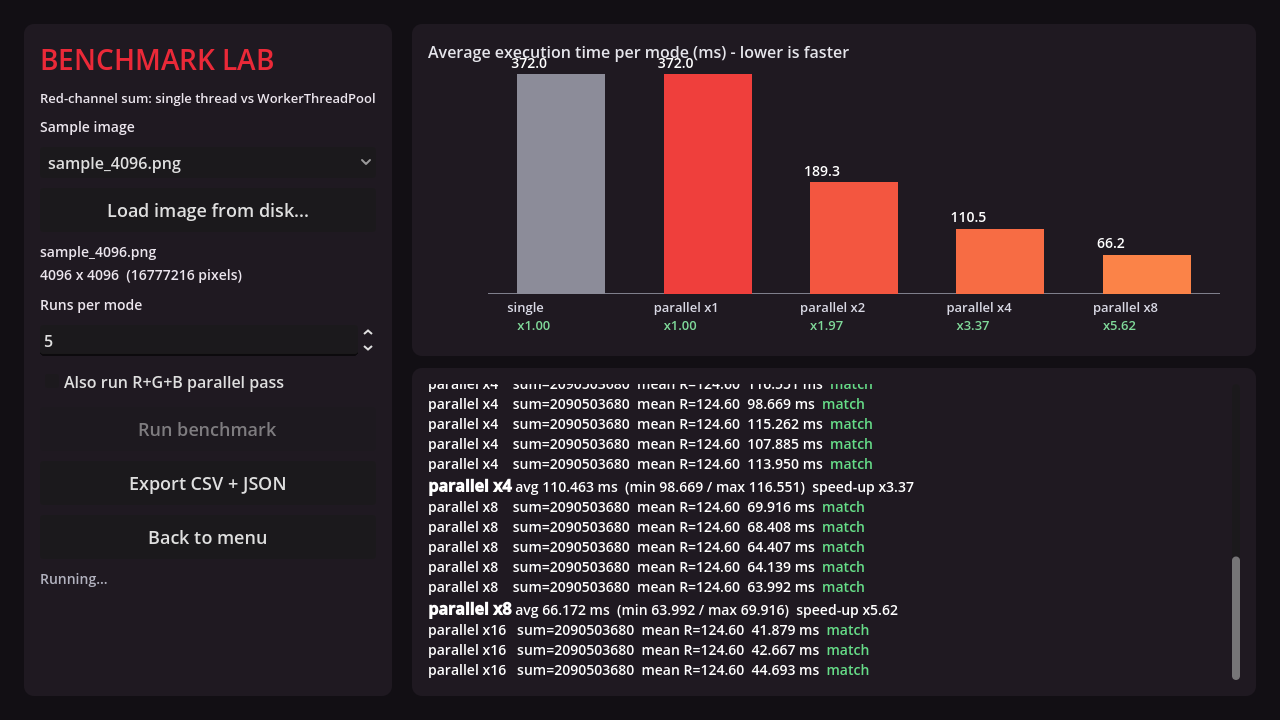 BENCHMARK LAB
Red-channel sum: single thread vs WorkerThreadPool
Sample image
sample_4096.png
Load image from disk...
sample_4096.png
4096 x 4096 (16777216 pixels)
Runs per mode
5
Also run R+G+B parallel pass
Run benchmark
Export CSV + JSON
Back to menu
Running...
Average execution time per mode (ms) - lower is faster
372.0 372.0 189.3 110.5 66.2
single parallel x1 parallel x2 parallel x4 parallel x8
x1.00 x1.00 x1.97 x3.37 x5.62
parallel x4 sum=2090503680 mean R=124.60 116.551 ms match
parallel x4 sum=2090503680 mean R=124.60 98.669 ms match
parallel x4 sum=2090503680 mean R=124.60 115.262 ms match
parallel x4 sum=2090503680 mean R=124.60 107.885 ms match
parallel x4 sum=2090503680 mean R=124.60 113.950 ms match
parallel x4 avg 110.463 ms (min 98.669 / max 116.551) speed-up x3.37
parallel x8 sum=2090503680 mean R=124.60 69.916 ms match
parallel x8 sum=2090503680 mean R=124.60 68.408 ms match
parallel x8 sum=2090503680 mean R=124.60 64.407 ms match
parallel x8 sum=2090503680 mean R=124.60 64.139 ms match
parallel x8 sum=2090503680 mean R=124.60 63.992 ms match
parallel x8 avg 66.172 ms (min 63.992 / max 69.916) speed-up x5.62
parallel x16 sum=2090503680 mean R=124.60 41.879 ms match
parallel x16 sum=2090503680 mean R=124.60 42.667 ms match
parallel x16 sum=2090503680 mean R=124.60 44.693 ms match